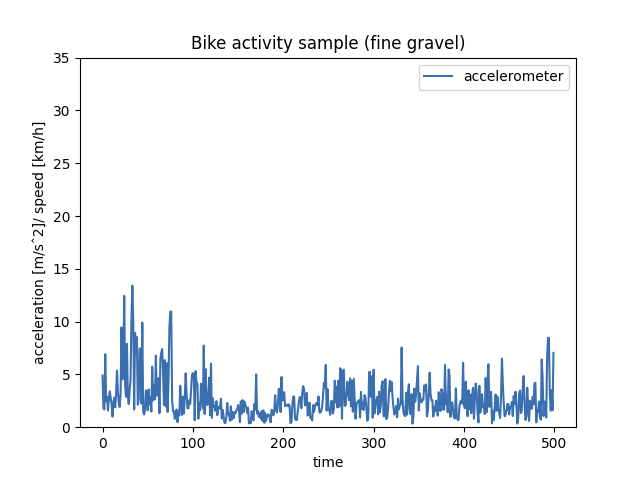 Bike activity sample (fine gravel)
accelerometer
35
30
25
20
15
10
5
0
acceleration [m/s^2]/ speed [km/h]
0 100 200 300 400 500
time